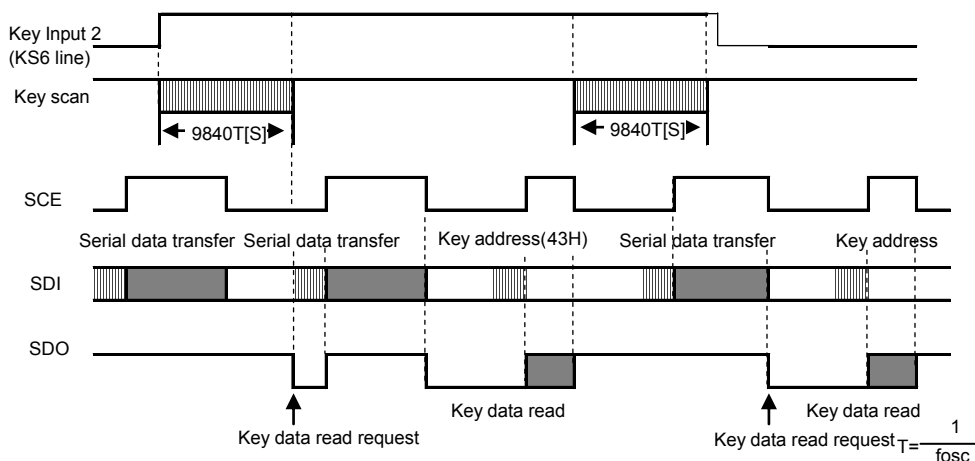 Key Input 2
(KS6 line)
Key scan
9840T[S]
9840T[S]
SCE
Serial data transfer
Serial data transfer
Key address(43H)
Serial data transfer
Key address
SDI
SDO
Key data read
Key data read
Key data read request
Key data read request
T= 1
fosc